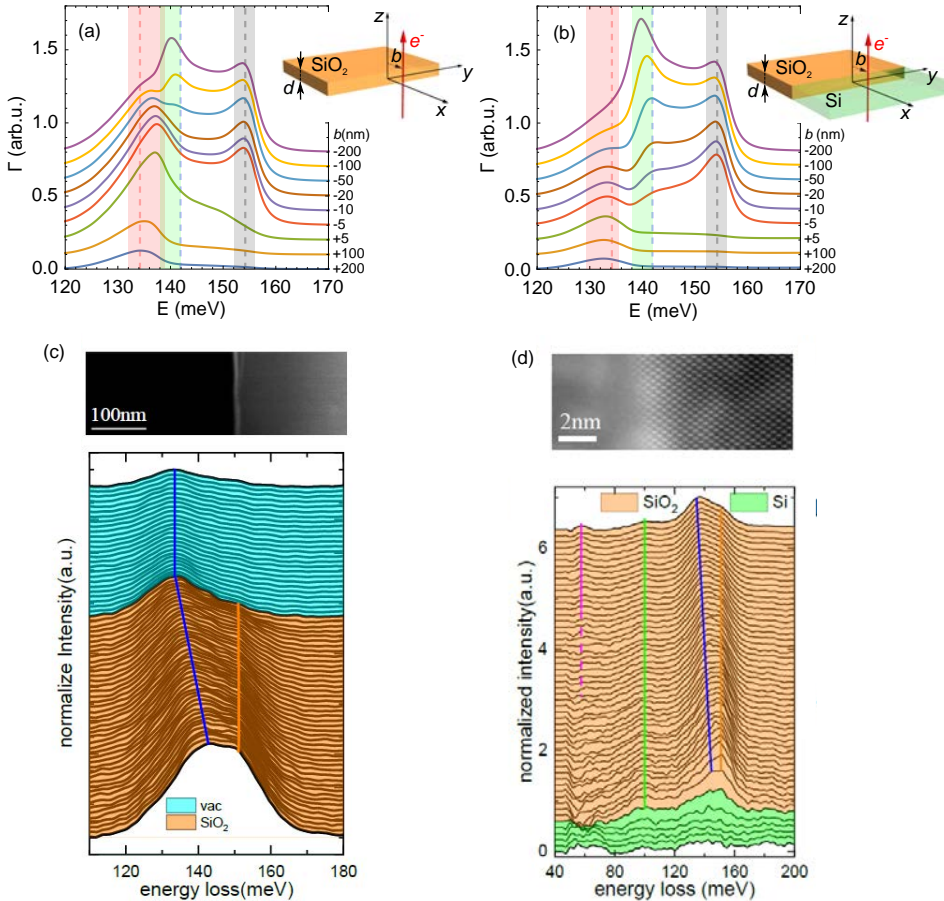 (a)
SiO2
d
z
e-
b
y
x
1.5
1.0
0.5
0.0
Γ (arb.u.)
b(nm)
-200
-100
-50
-20
-10
-5
+5
+100
+200
120 130 140 150 160 170
E (meV)
(b)
SiO2
Si
d
z
e-
b
y
x
1.5
1.0
0.5
0.0
Γ (arb.u.)
b (nm)
-200
-100
-50
-20
-10
-5
+5
+100
+200
120 130 140 150 160 170
E (meV)
(c)
100nm
normalize Intensity(a.u.)
vac
SiO2
120 140 160 180
energy loss(meV)
(d)
2nm
SiO2 Si
6
4
2
0
normalized intensity(a.u.)
40 80 120 160 200
energy loss (meV)